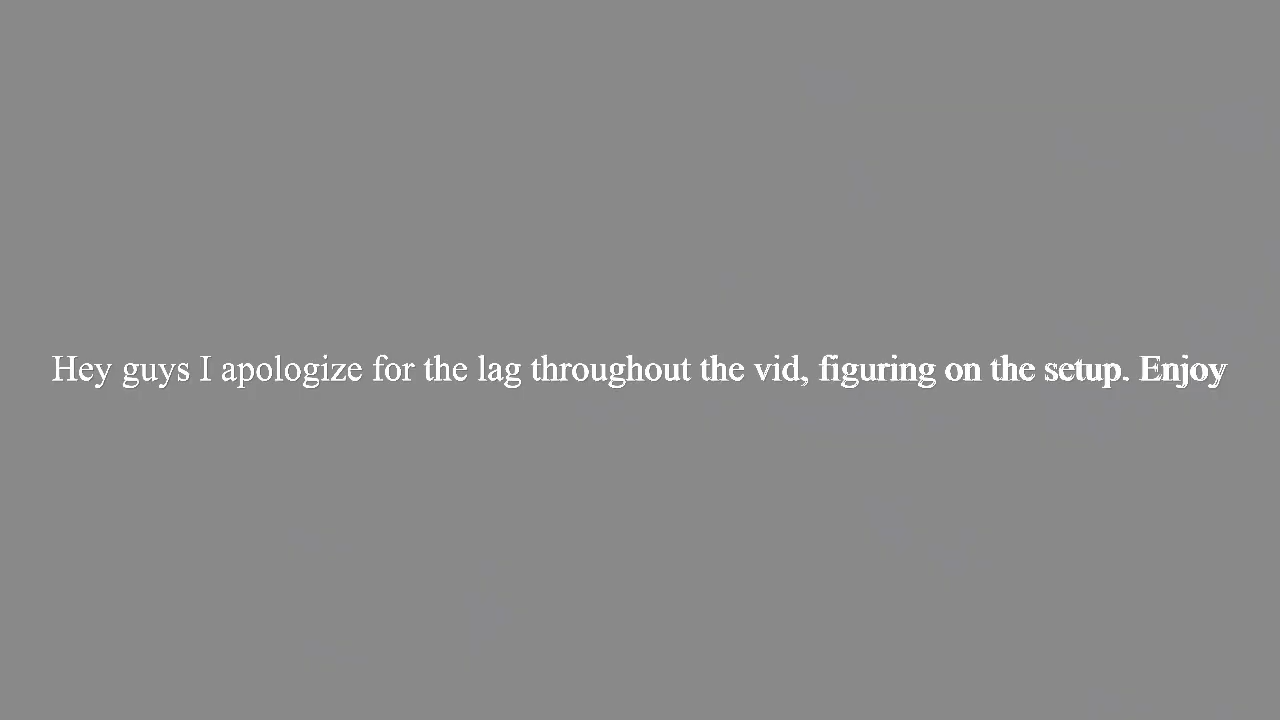 Hey guys I apologize for the lag throughout the vid, figuring on the setup. Enjoy